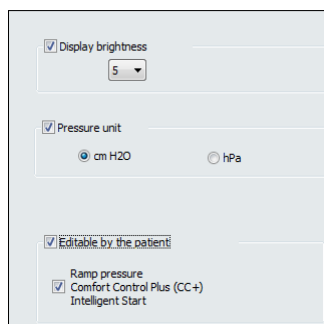 Display brightness
5
Pressure unit
cm H2O hPa
Editable by the patient
Ramp pressure
Comfort Control Plus (CC+)
Intelligent Start